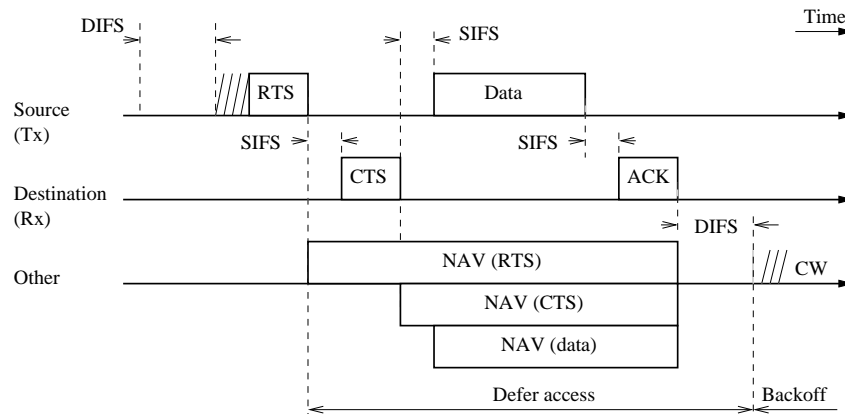 DIFS
SIFS
Time
RTS
Data
Source
(Tx)
SIFS
SIFS
CTS
ACK
Destination
(Rx)
DIFS
NAV (RTS)
CW
Other
NAV (CTS)
NAV (data)
Defer access
Backoff